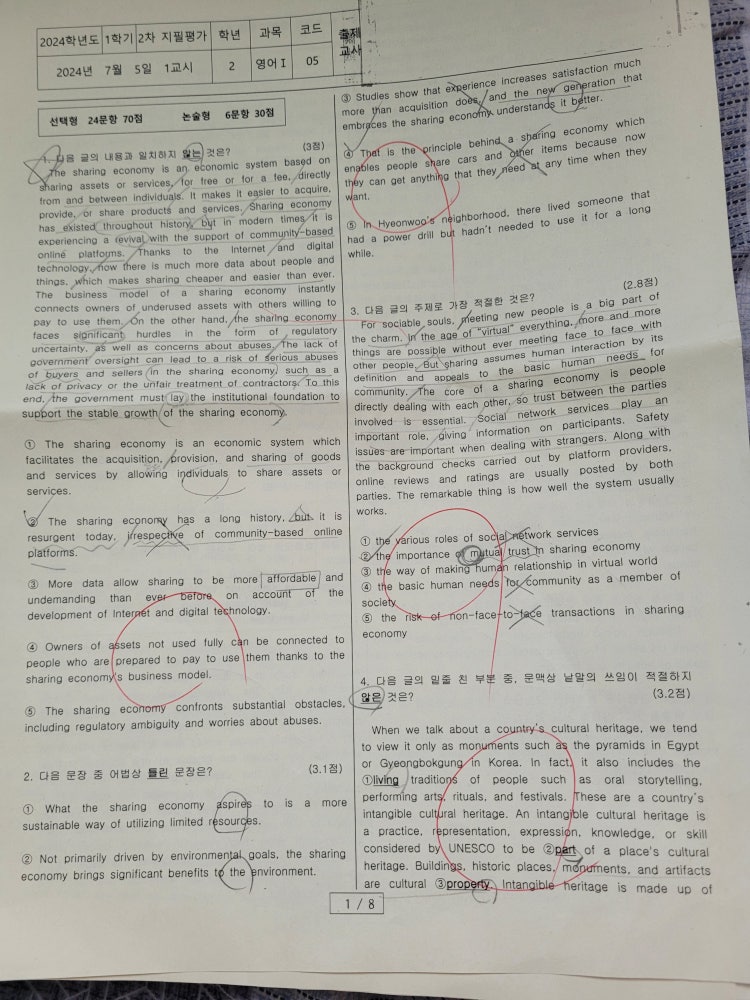 2024학년도 1학기 2차 지필평가 학년 과목 코드 출제
교사
2024년 7월 5일 1교시 2 영어Ⅰ 05
선택형 24문항 70점 논술형 6문항 30점
1. 다음 글의 내용과 일치하지 않는 것은? (3점)
The sharing economy is an economic system based on
sharing assets or services, for free or for a fee, directly
from and between individuals. It makes it easier to acquire,
provide, or share products and services. Sharing economy
has existed throughout history, but in modern times it is
experiencing a revival with the support of community-based
online platforms. Thanks to the Internet and digital
technology, now there is much more data about people and
things, which makes sharing cheaper and easier than ever.
The business model of a sharing economy instantly
connects owners of underused assets with others willing to
pay to use them. On the other hand, the sharing economy
faces significant hurdles in the form of regulatory
uncertainty, as well as concerns about abuses. The lack of
government oversight can lead to a risk of serious abuses
of buyers and sellers in the sharing economy, such as a
lack of privacy or the unfair treatment of contractors. To this
end, the government must lay the institutional foundation to
support the stable growth of the sharing economy.
① The sharing economy is an economic system which
facilitates the acquisition, provision, and sharing of goods
and services by allowing individuals to share assets or
services.
② The sharing economy has a long history, but it is
resurgent today, irrespective of community-based online
platforms.
③ More data allow sharing to be more affordable and
undemanding than ever before on account of the
development of Internet and digital technology.
④ Owners of assets not used fully can be connected to
people who are prepared to pay to use them thanks to the
sharing economy's business model.
⑤ The sharing economy confronts substantial obstacles,
including regulatory ambiguity and worries about abuses.
2. 다음 문장 중 어법상 틀린 문장은? (3.1점)
① What the sharing economy aspires to is a more
sustainable way of utilizing limited resources.
② Not primarily driven by environmental goals, the sharing
economy brings significant benefits to the environment.
③ Studies show that experience increases satisfaction much
more than acquisition does, and the new generation that
embraces the sharing economy understands it better.
④ That is the principle behind a sharing economy which
enables people share cars and other items because now
they can get anything that they need at any time when they
want.
⑤ In Hyeonwoo's neighborhood, there lived someone that
had a power drill but hadn't needed to use it for a long
while.
3. 다음 글의 주제로 가장 적절한 것은? (2.8점)
For sociable souls, meeting new people is a big part of
the charm. In the age of "virtual" everything, more and more
things are possible without ever meeting face to face with
other people. But sharing assumes human interaction by its
definition and appeals to the basic human needs for
community. The core of a sharing economy is people
directly dealing with each other, so trust between the parties
involved is essential. Social network services play an
important role, giving information on participants. Safety
issues are important when dealing with strangers. Along with
the background checks carried out by platform providers,
online reviews and ratings are usually posted by both
parties. The remarkable thing is how well the system usually
works.
① the various roles of social network services
② the importance of mutual trust in sharing economy
③ the way of making human relationship in virtual world
④ the basic human needs for community as a member of
society
⑤ the risk of non-face-to-face transactions in sharing
economy
4. 다음 글의 밑줄 친 부분 중, 문맥상 낱말의 쓰임이 적절하지
않은 것은? (3.2점)
When we talk about a country's cultural heritage, we tend
to view it only as monuments such as the pyramids in Egypt
or Gyeongbokgung in Korea. In fact, it also includes the
①living traditions of people such as oral storytelling,
performing arts, rituals, and festivals. These are a country's
intangible cultural heritage. An intangible cultural heritage is
a practice, representation, expression, knowledge, or skill
considered by UNESCO to be ②part of a place's cultural
heritage. Buildings, historic places, monuments, and artifacts
are cultural ③property. Intangible heritage is made up of
1 / 8